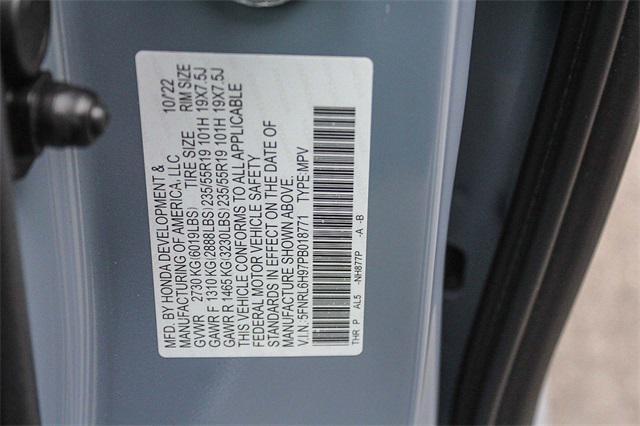 MFD. BY HONDA DEVELOPMENT & 10/22
MANUFACTURING OF AMERICA, LLC
GVWR 2730 KG(6019LBS) TIRE SIZE RIM SIZE
GAWR F 1310 KG(2888LBS)235/55R19 101H 19X7.5J
GAWR R 1465 KG(3230LBS)235/55R19 101H 19X7.5J
THIS VEHICLE CONFORMS TO ALL APPLICABLE
FEDERAL MOTOR VEHICLE SAFETY
STANDARDS IN EFFECT ON THE DATE OF
MANUFACTURE SHOWN ABOVE.
V.I.N.:5FNRL6H97PB018771 TYPE:MPV
THR P AL5 -NH877P -A -B